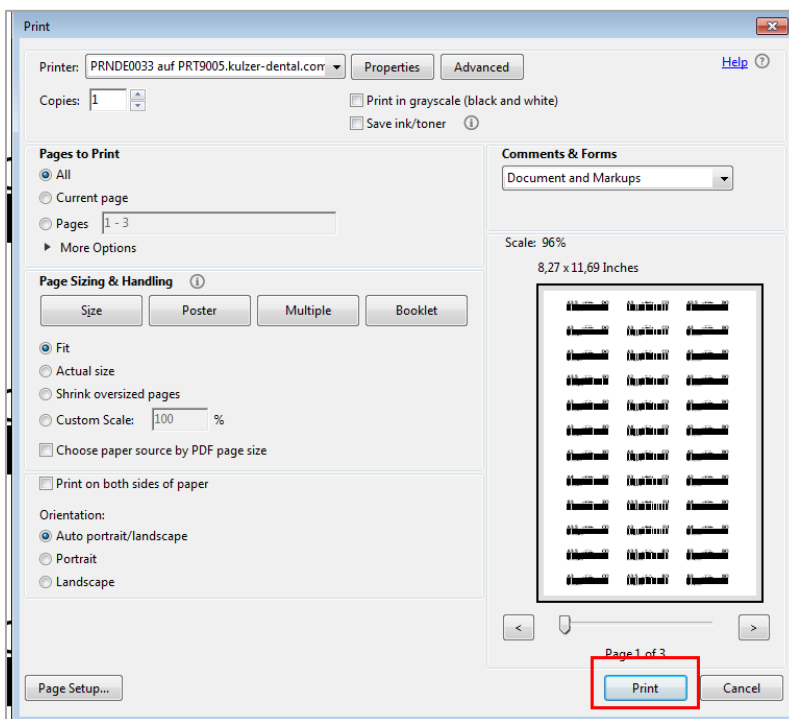 Print
Printer: PRNDE0033 auf PRT9005.kulzer-dental.com Properties Advanced Help
Copies: 1 Print in grayscale (black and white)
Save ink/toner
Pages to Print
All
Current page
Pages 1 - 3
More Options
Comments & Forms
Document and Markups
Scale: 96%
8,27 x 11,69 Inches
Page Sizing & Handling
Size Poster Multiple Booklet
Fit
Actual size
Shrink oversized pages
Custom Scale: 100 %
Choose paper source by PDF page size
Print on both sides of paper
Orientation:
Auto portrait/landscape
Portrait
Landscape
< >
Page 1 of 3
Page Setup... Print Cancel